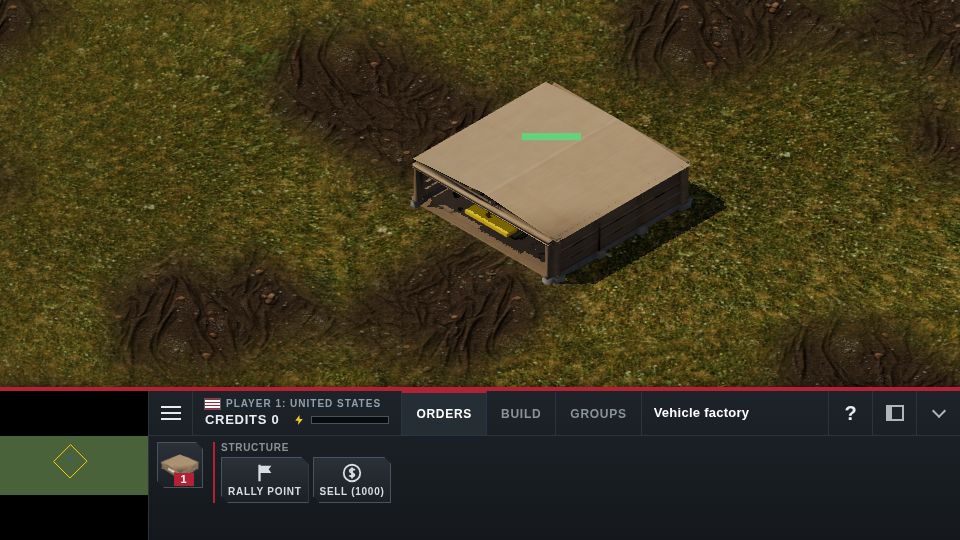 PLAYER 1: UNITED STATES
CREDITS 0
ORDERS
BUILD
GROUPS
Vehicle factory
?
1
STRUCTURE
RALLY POINT
SELL (1000)